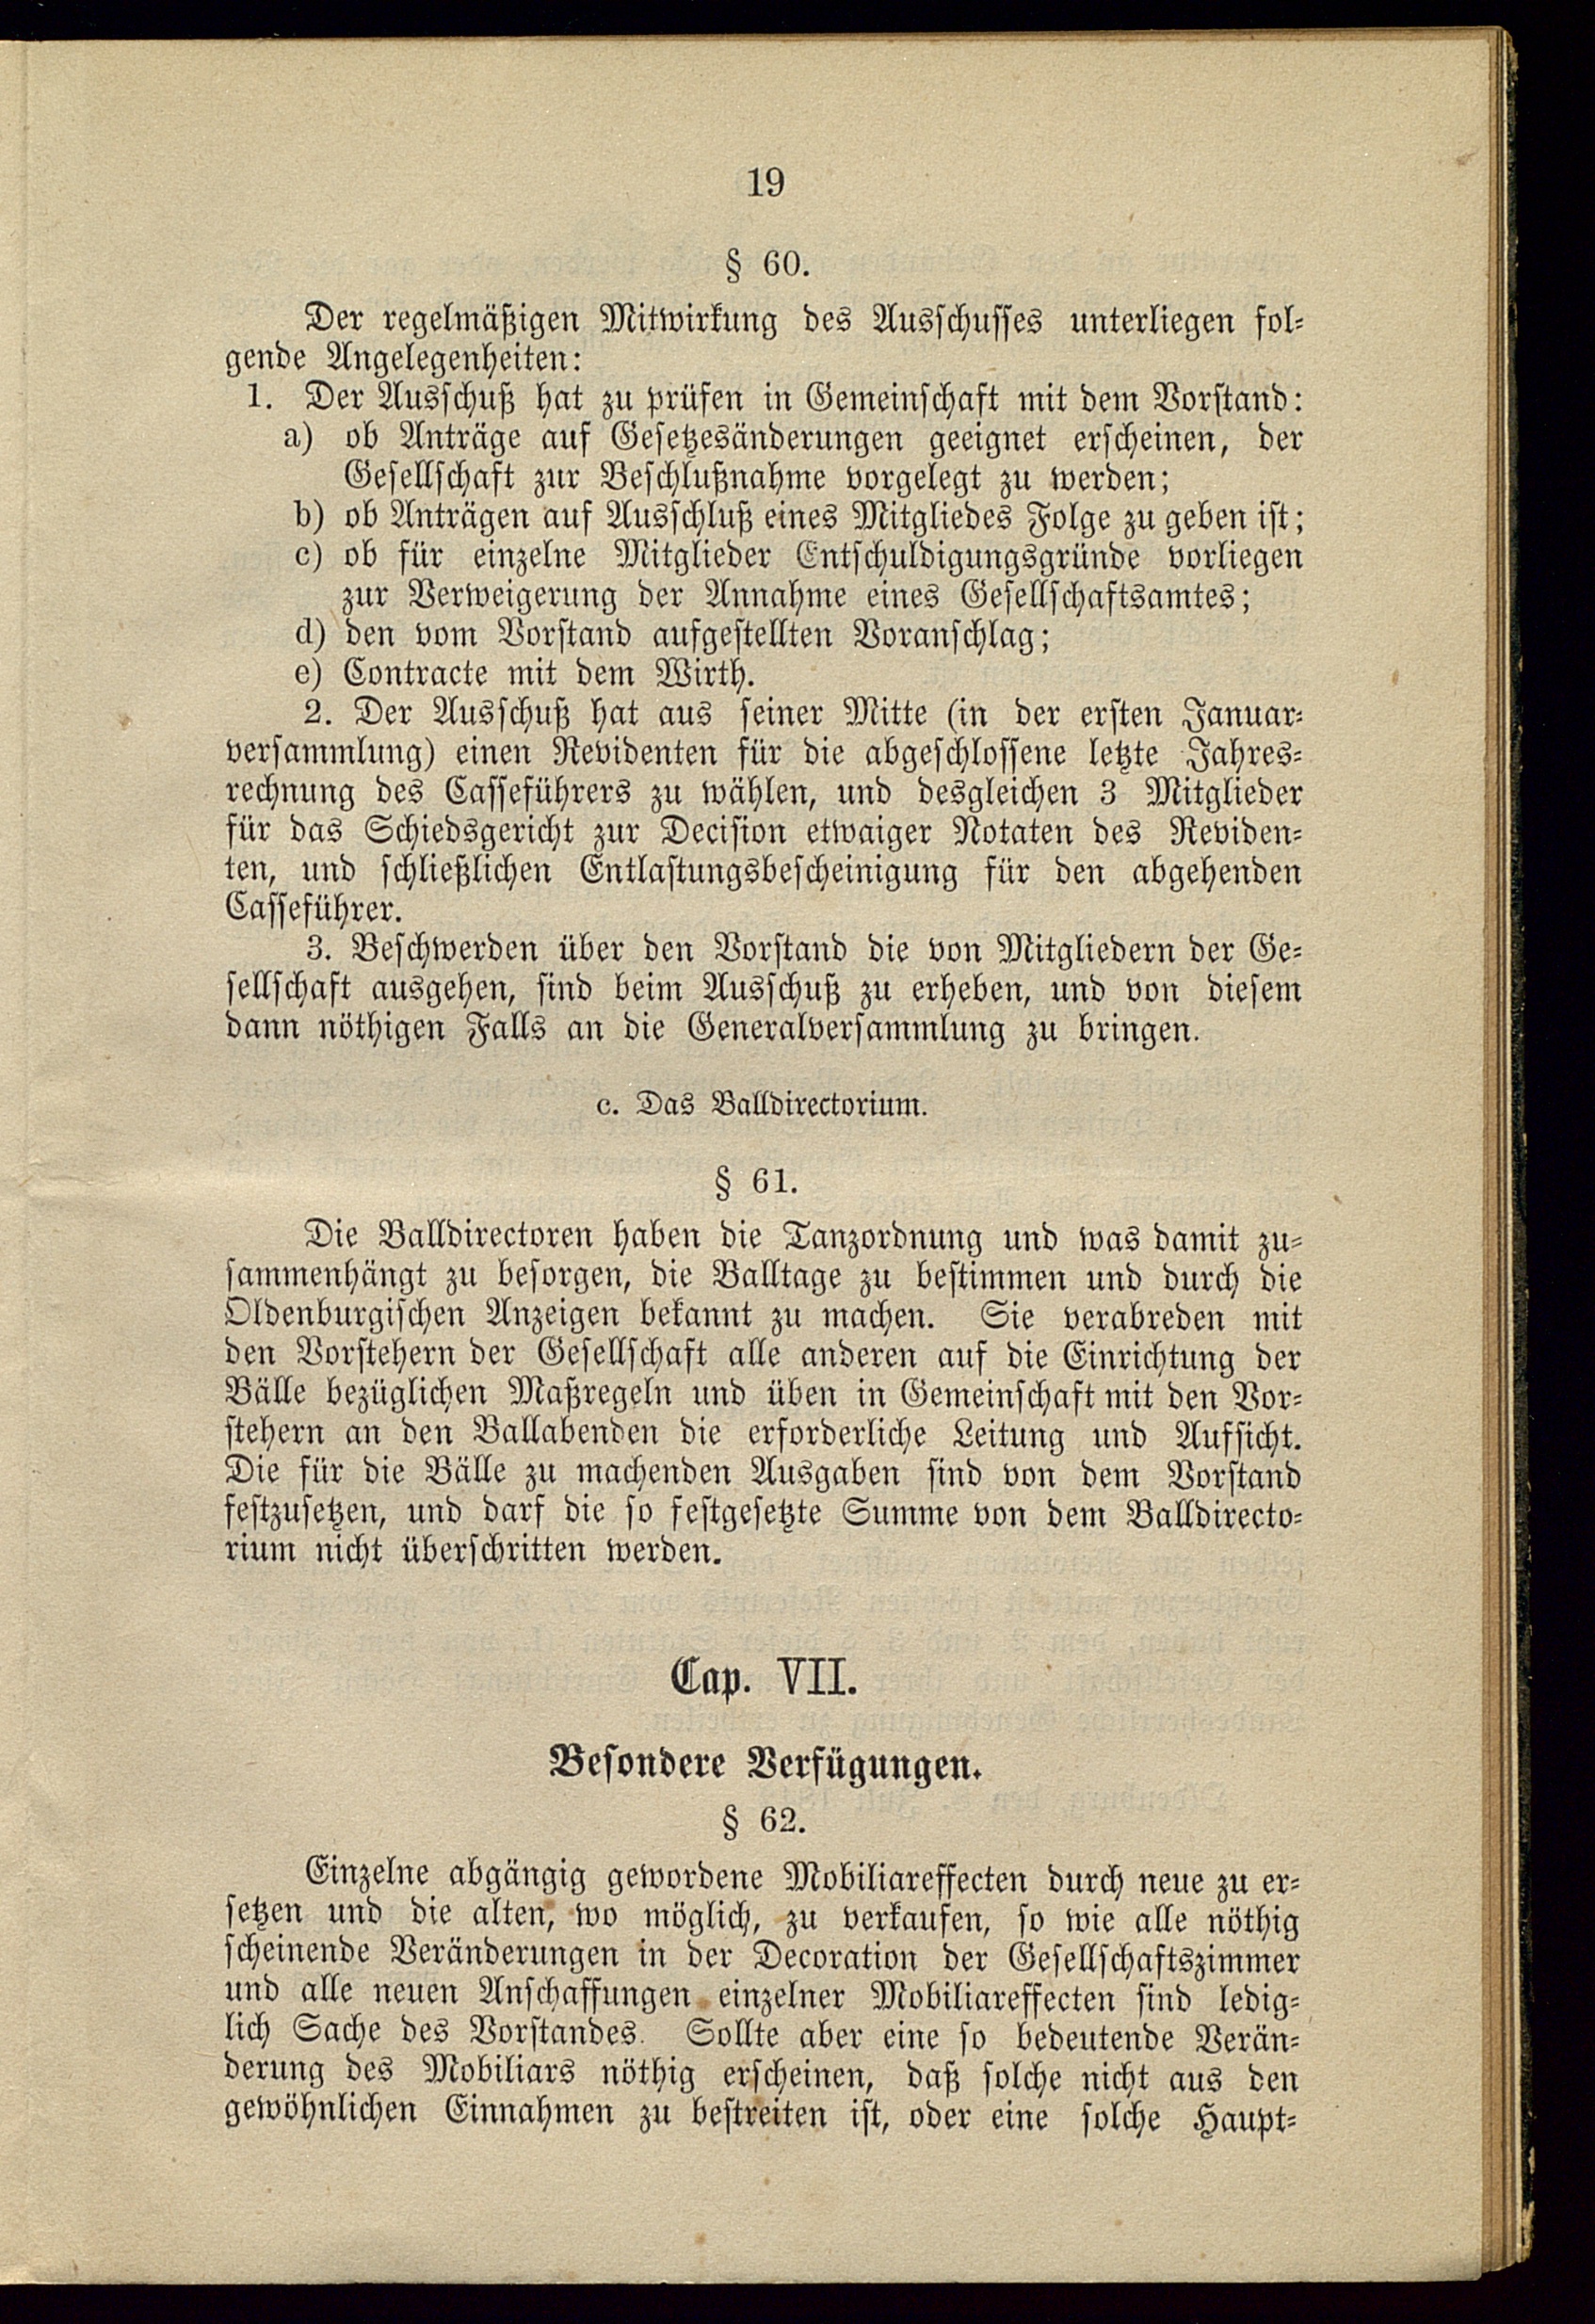 19
§ 60.
Der regelmäßigen Mitwirkung des Ausschusses unterliegen fol-
gende Angelegenheiten:
1. Der Ausschuß hat zu prüfen in Gemeinschaft mit dem Vorstand:
a) ob Anträge auf Gesetzesänderungen geeignet erscheinen, der
Gesellschaft zur Beschlußnahme vorgelegt zu werden;
b) ob Anträgen auf Ausschluß eines Mitgliedes Folge zu geben ist;
c) ob für einzelne Mitglieder Entschuldigungsgründe vorliegen
zur Verweigerung der Annahme eines Gesellschaftsamtes;
d) den vom Vorstand aufgestellten Voranschlag;
e) Contracte mit dem Wirth.
2. Der Ausschuß hat aus seiner Mitte (in der ersten Januar-
versammlung) einen Revidenten für die abgeschlossene letzte Jahres-
rechnung des Casseführers zu wählen, und desgleichen 3 Mitglieder
für das Schiedsgericht zur Decision etwaiger Notaten des Reviden-
ten, und schließlichen Entlastungsbescheinigung für den abgehenden
Casseführer.
3. Beschwerden über den Vorstand die von Mitgliedern der Ge-
sellschaft ausgehen, sind beim Ausschuß zu erheben, und von diesem
dann nöthigen Falls an die Generalversammlung zu bringen.
c. Das Balldirectorium.
§ 61.
Die Balldirectoren haben die Tanzordnung und was damit zu-
sammenhängt zu besorgen, die Balltage zu bestimmen und durch die
Oldenburgischen Anzeigen bekannt zu machen. Sie verabreden mit
den Vorstehern der Gesellschaft alle anderen auf die Einrichtung der
Bälle bezüglichen Maßregeln und üben in Gemeinschaft mit den Vor-
stehern an den Ballabenden die erforderliche Leitung und Aufsicht.
Die für die Bälle zu machenden Ausgaben sind von dem Vorstand
festzusetzen, und darf die so festgesetzte Summe von dem Balldirecto-
rium nicht überschritten werden.
Cap. VII.
Besondere Verfügungen.
§ 62.
Einzelne abgängig gewordene Mobiliareffecten durch neue zu er-
setzen und die alten, wo möglich, zu verkaufen, so wie alle nöthig
scheinende Veränderungen in der Decoration der Gesellschaftszimmer
und alle neuen Anschaffungen einzelner Mobiliareffecten sind ledig-
lich Sache des Vorstandes. Sollte aber eine so bedeutende Verän-
derung des Mobiliars nöthig erscheinen, daß solche nicht aus den
gewöhnlichen Einnahmen zu bestreiten ist, oder eine solche Haupt-